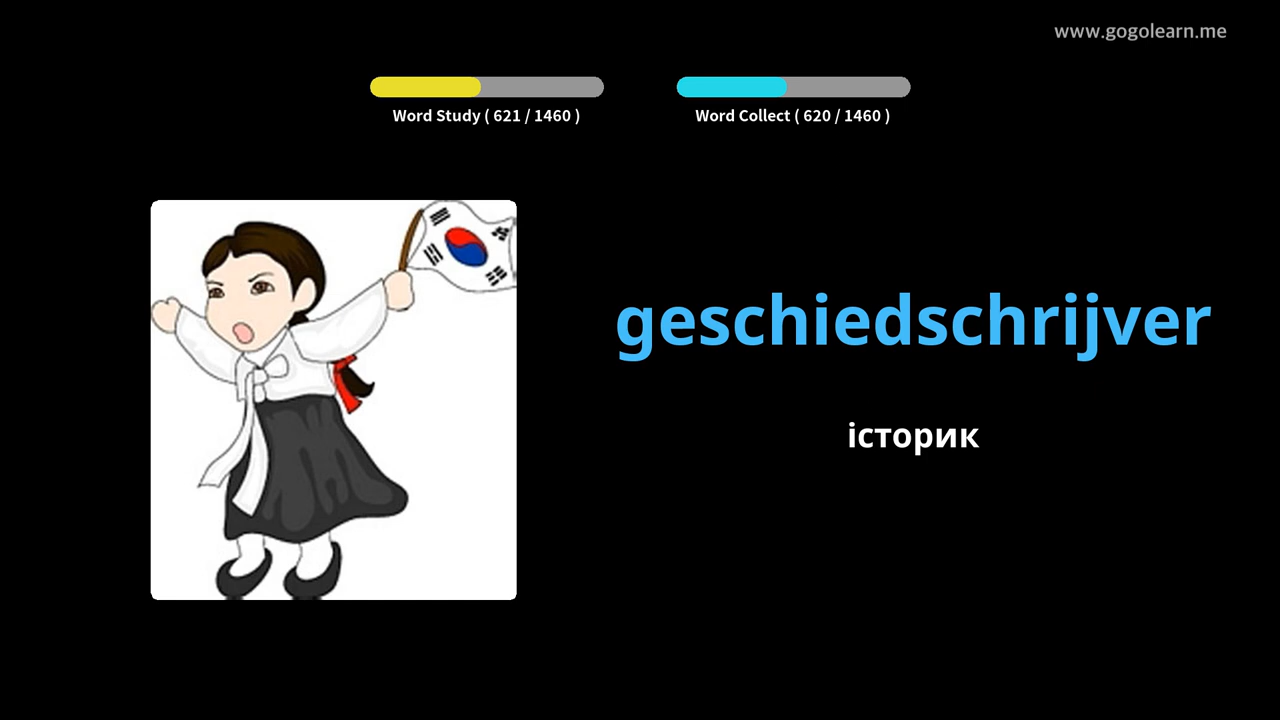 www.gogolearn.me
Word Study ( 621 / 1460 )
Word Collect ( 620 / 1460 )
geschiedschrijver
історик